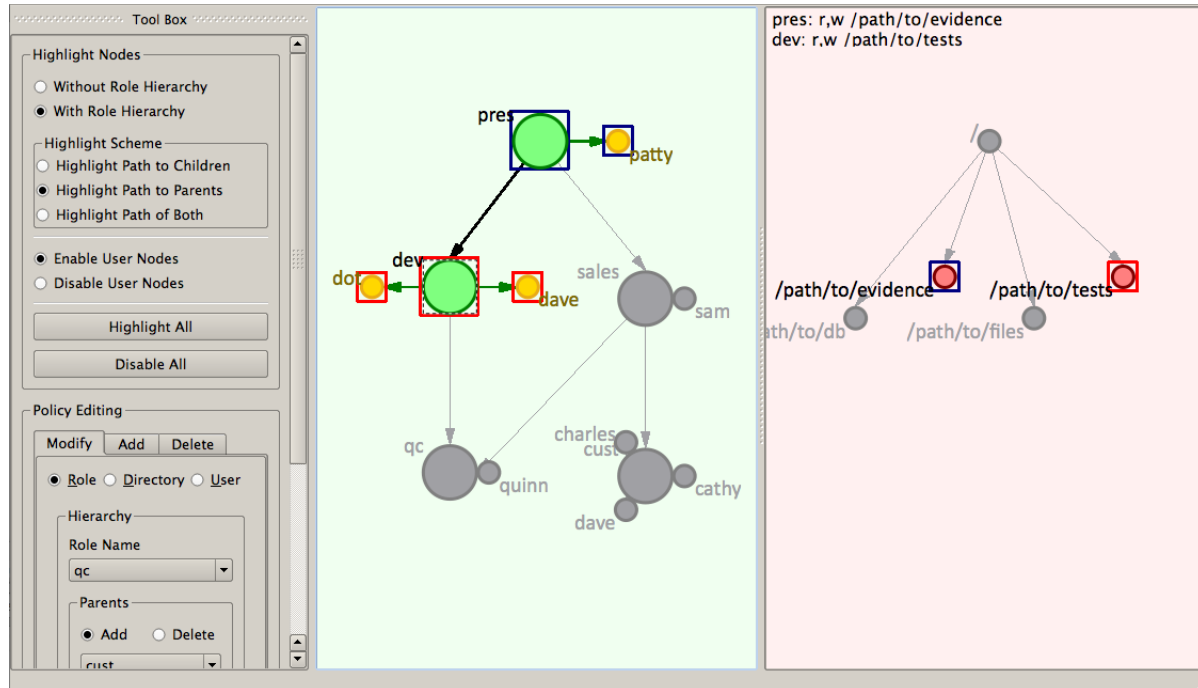 Tool Box
Highlight Nodes
Without Role Hierarchy
With Role Hierarchy
Highlight Scheme
Highlight Path to Children
Highlight Path to Parents
Highlight Path of Both
Enable User Nodes
Disable User Nodes
Highlight All
Disable All
Policy Editing
Modify Add Delete
Role Directory User
Hierarchy
Role Name
qc
Parents
Add Delete
cust
pres
patty
dev
dot
dave
sales
sam
qc
quinn
charles
cust
cathy
dave
pres: r,w /path/to/evidence
dev: r,w /path/to/tests
/
/path/to/evidence
/path/to/tests
ath/to/db
/path/to/files